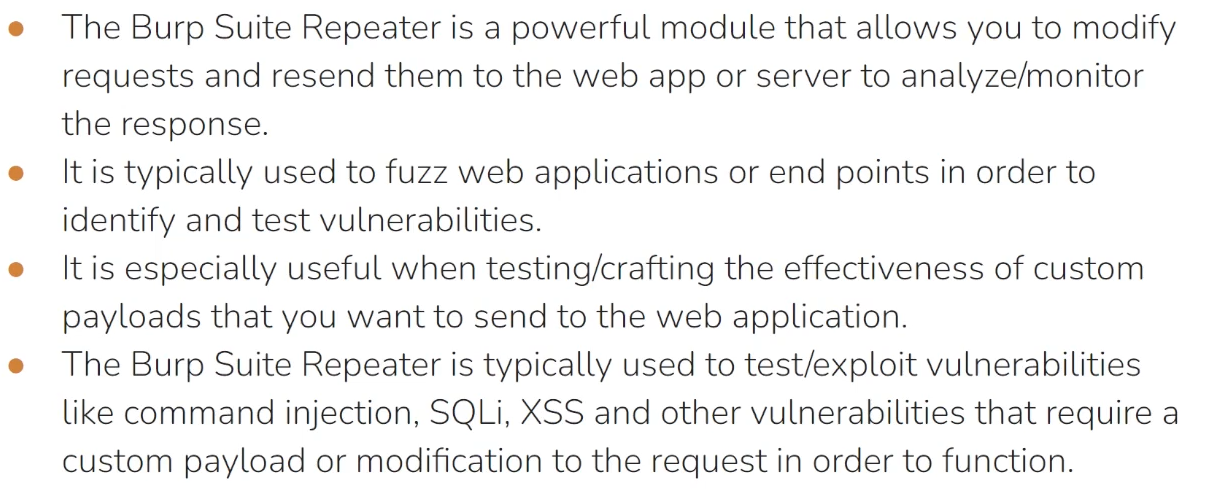 ● The Burp Suite Repeater is a powerful module that allows you to modify
requests and resend them to the web app or server to analyze/monitor
the response.
● It is typically used to fuzz web applications or end points in order to
identify and test vulnerabilities.
● It is especially useful when testing/crafting the effectiveness of custom
payloads that you want to send to the web application.
● The Burp Suite Repeater is typically used to test/exploit vulnerabilities
like command injection, SQLi, XSS and other vulnerabilities that require a
custom payload or modification to the request in order to function.